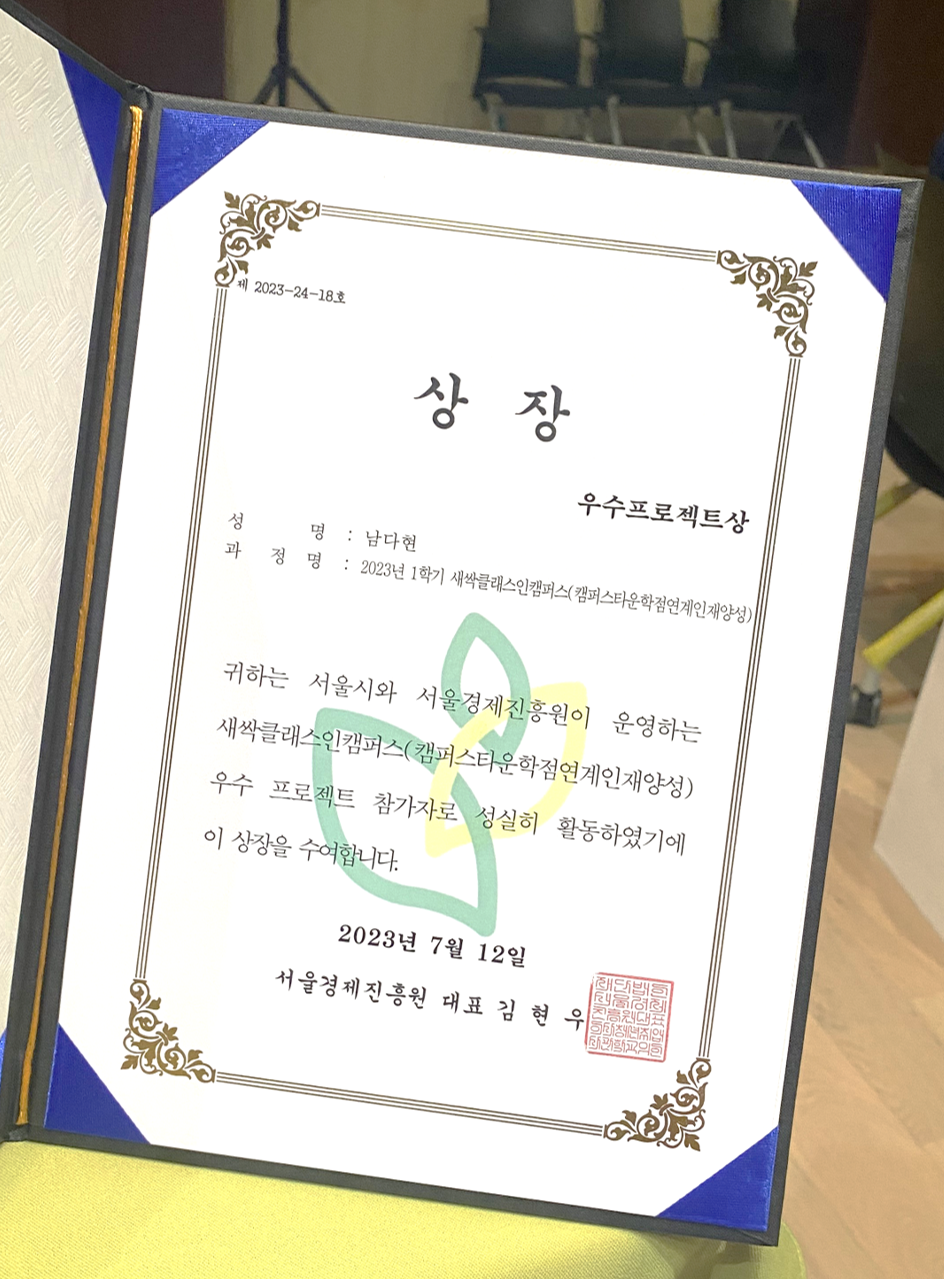 제 2023-24-18호
상 장
우수프로젝트상
성 명 : 남다현
과 정 명 : 2023년 1학기 새싹클래스인캠퍼스(캠퍼스타운학점연계인재양성)
귀하는 서울시와 서울경제진흥원이 운영하는
새싹클래스인캠퍼스(캠퍼스타운학점연계인재양성)
우수 프로젝트 참가자로 성실히 활동하였기에
이 상장을 수여합니다.
2023년 7월 12일
서울경제진흥원 대표 김 현 우